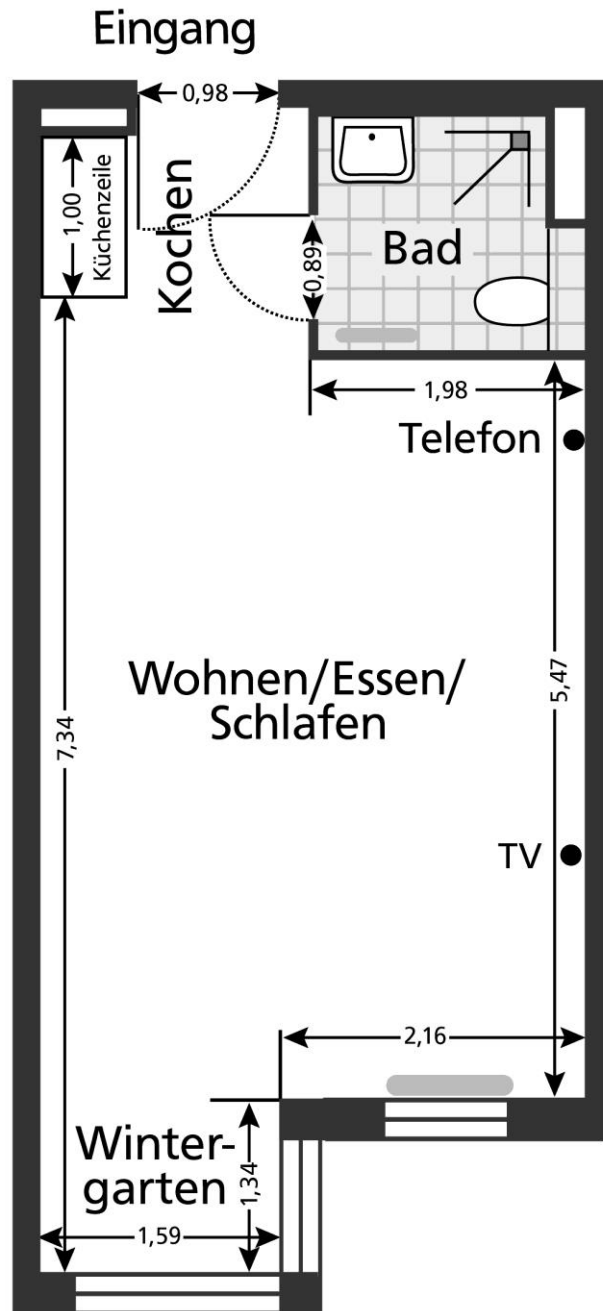 Eingang
0,98
1,00
Küchenzeile
Kochen
0,89
Bad
1,98
Telefon
Wohnen/Essen/
Schlafen
7,34
5,47
TV
2,16
Winter-
garten
1,34
1,59